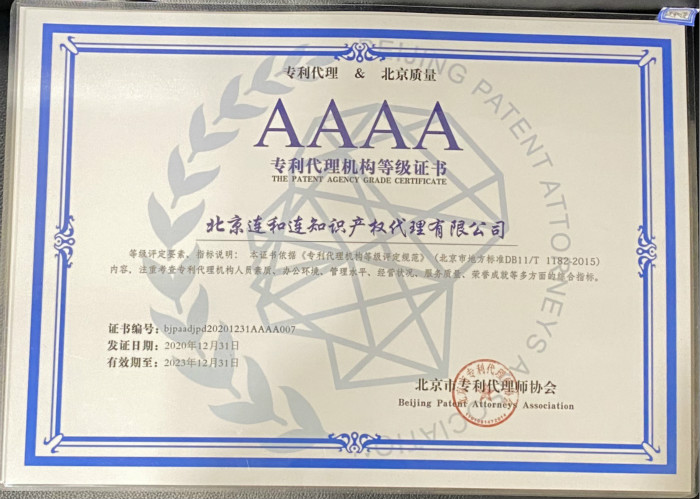 专利代理 & 北京质量
AAAA
专利代理机构等级证书
THE PATENT AGENCY GRADE CERTIFICATE
北京连和连知识产权代理有限公司
等级评定要素、指标说明： 本证书依据《专利代理机构等级评定规范》（北京市地方标准DB11/T 1182-2015）
内容，注重考查专利代理机构人员素质、办公环境、管理水平、经营状况、服务质量、荣誉成就等多方面的综合指标。
证书编号：bjpaadjpd20201231AAAA007
发证日期：2020年12月31日
有效期至：2023年12月31日
北京市专利代理师协会
Beijing Patent Attorneys Association
BEIJING PATENT ATTORNEYS ASSOCIATION